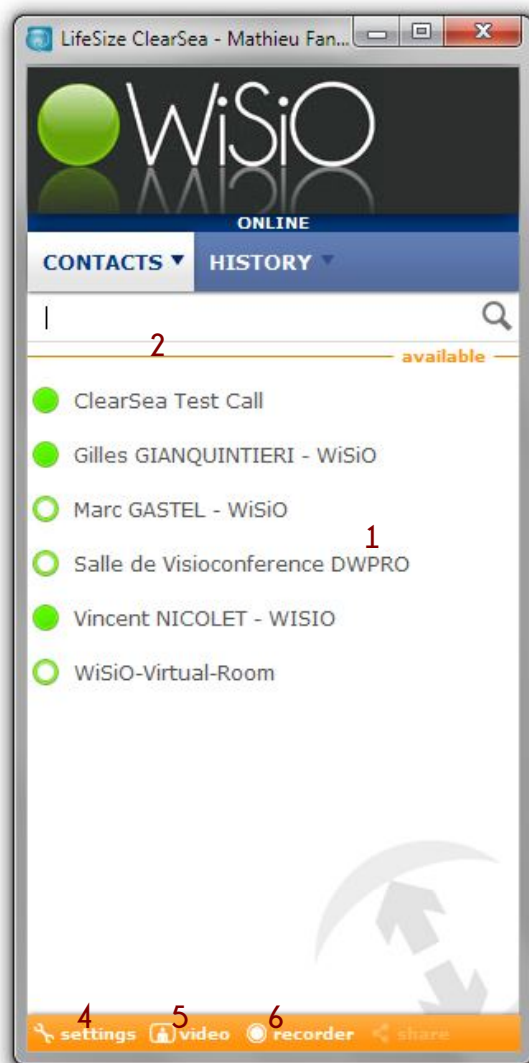 LifeSize ClearSea - Mathieu Fan...
WiSiO
ONLINE
CONTACTS HISTORY
2
available
ClearSea Test Call
Gilles GIANQUINTIERI - WiSiO
Marc GASTEL - WiSiO
1
Salle de Visioconference DWPRO
Vincent NICOLET - WISIO
WiSiO-Virtual-Room
4 5 6
settings video recorder share